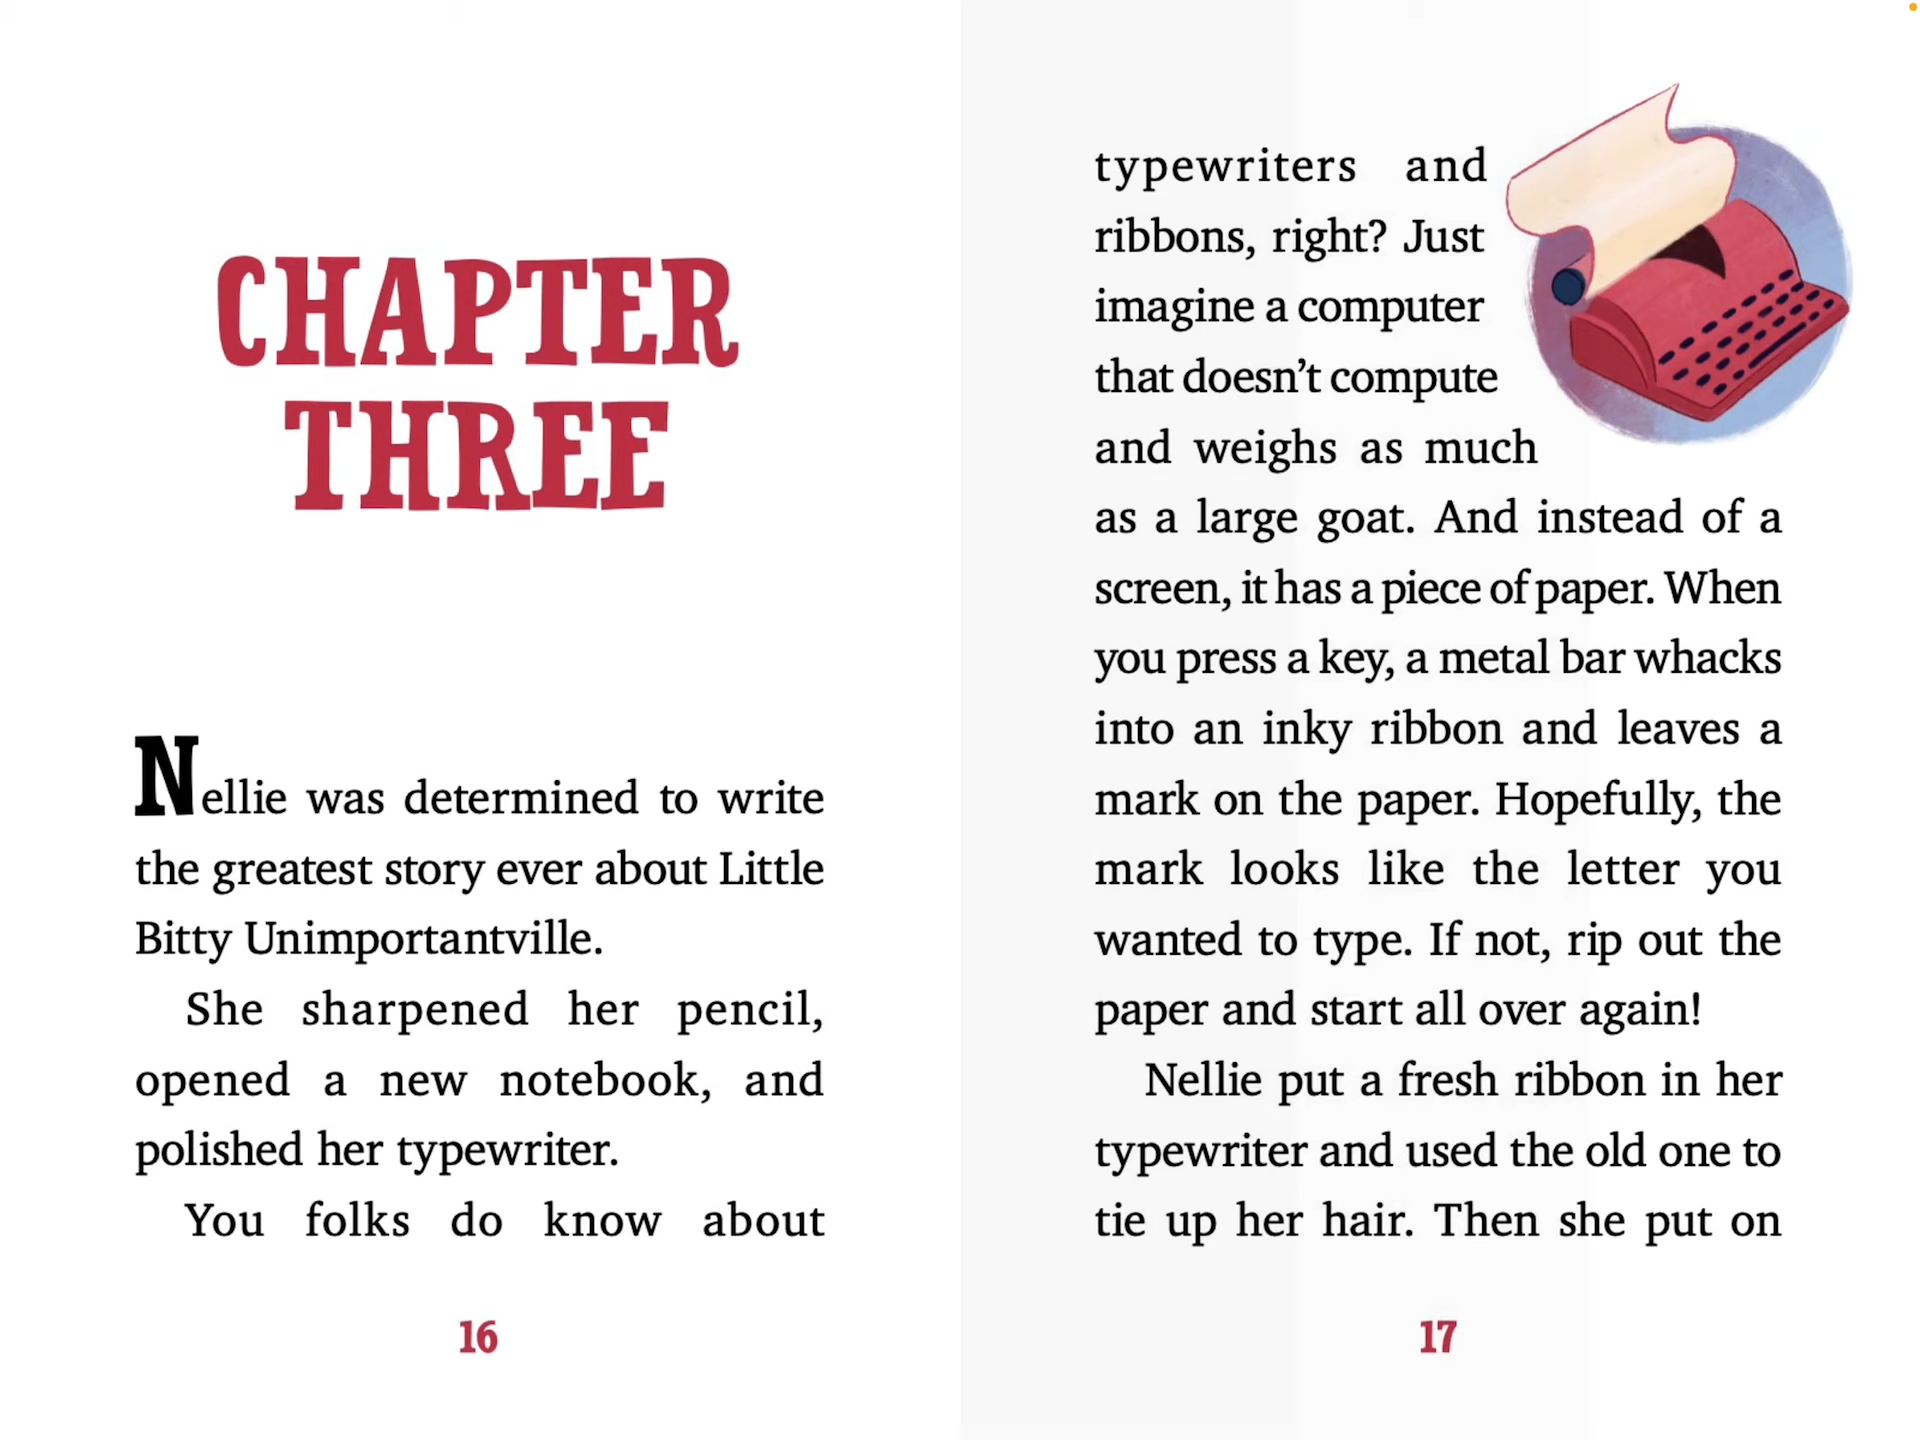 CHAPTER
THREE
Nellie was determined to write
the greatest story ever about Little
Bitty Unimportantville.
She sharpened her pencil,
opened a new notebook, and
polished her typewriter.
You folks do know about
16
typewriters and
ribbons, right? Just
imagine a computer
that doesn’t compute
and weighs as much
as a large goat. And instead of a
screen, it has a piece of paper. When
you press a key, a metal bar whacks
into an inky ribbon and leaves a
mark on the paper. Hopefully, the
mark looks like the letter you
wanted to type. If not, rip out the
paper and start all over again!
Nellie put a fresh ribbon in her
typewriter and used the old one to
tie up her hair. Then she put on
17